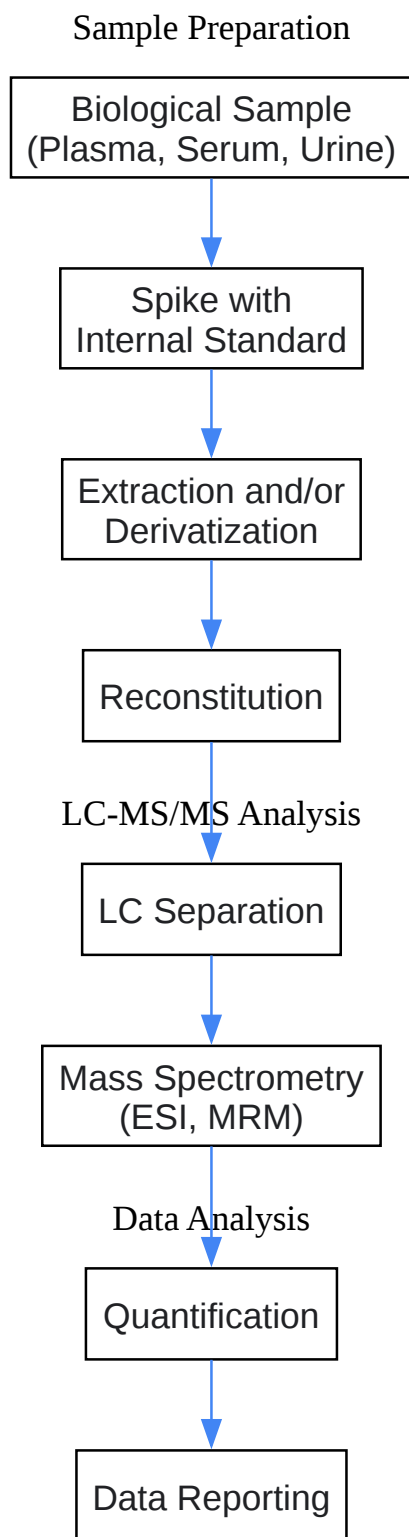 Sample Preparation
Biological Sample
(Plasma, Serum, Urine)
Spike with
Internal Standard
Extraction and/or
Derivatization
Reconstitution
LC-MS/MS Analysis
LC Separation
Mass Spectrometry
(ESI, MRM)
Data Analysis
Quantification
Data Reporting